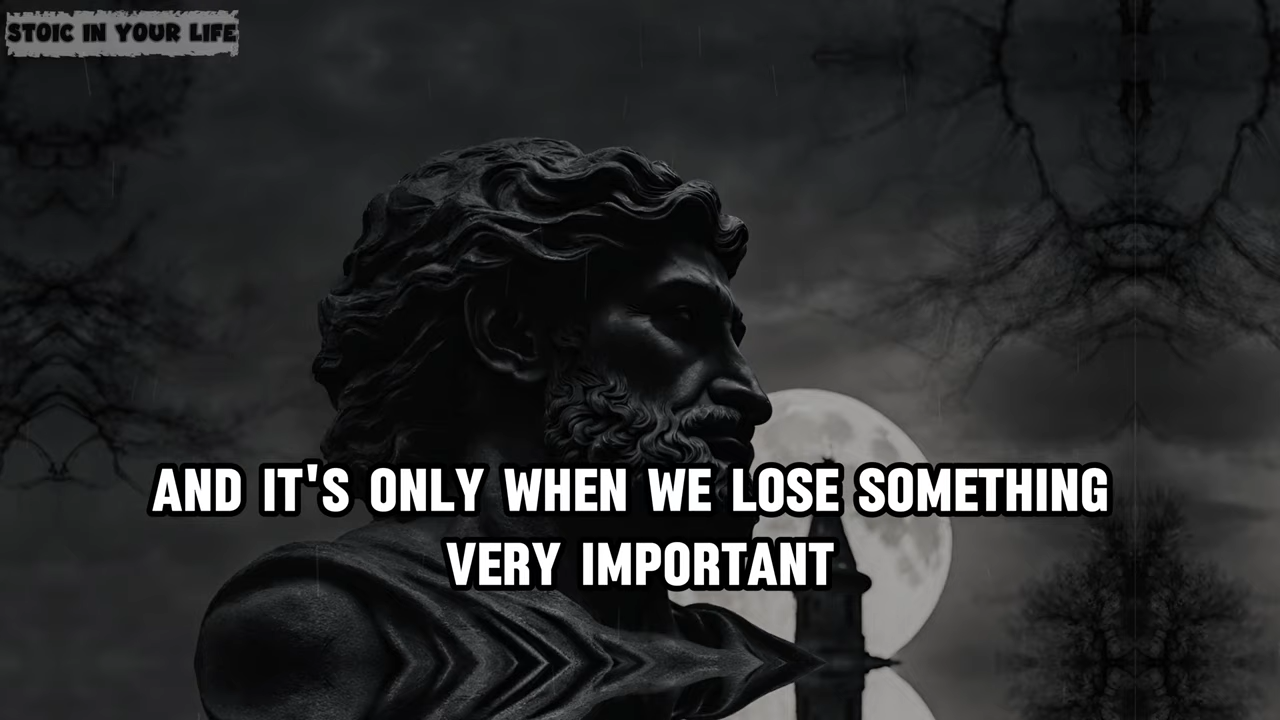 STOIC IN YOUR LIFE
AND IT'S ONLY WHEN WE LOSE SOMETHING
VERY IMPORTANT